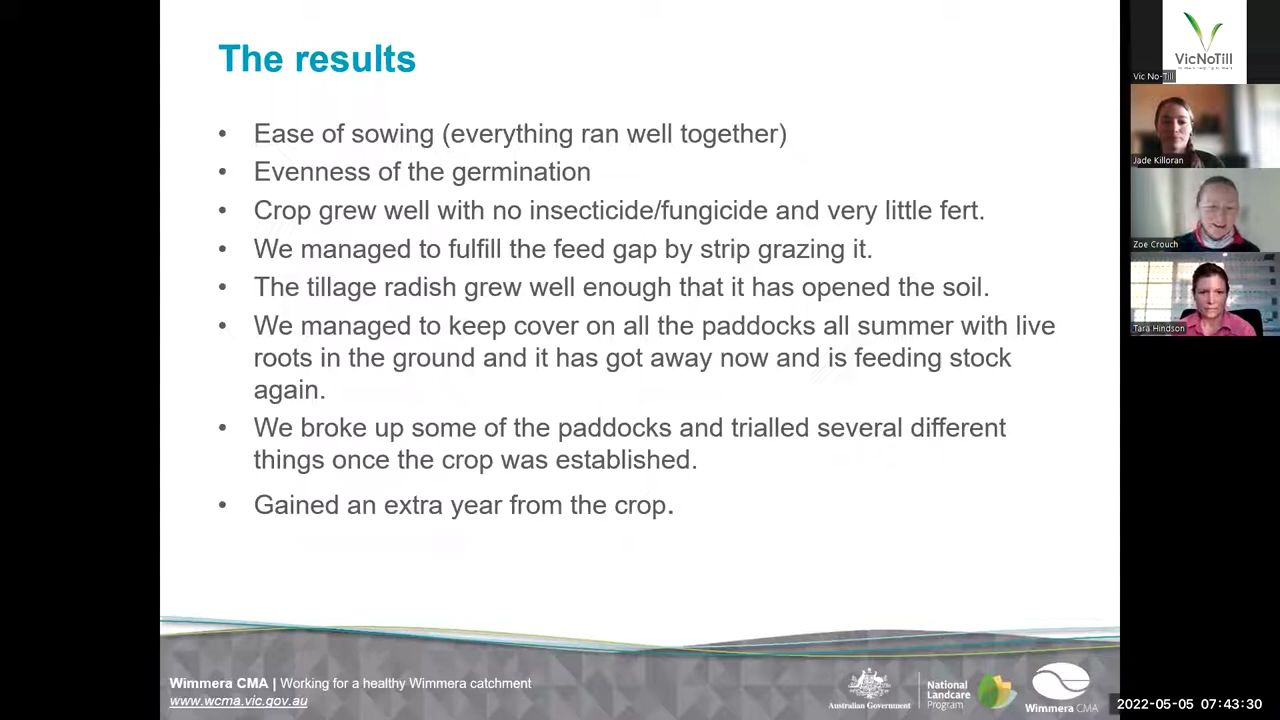 The results
• Ease of sowing (everything ran well together)
• Evenness of the germination
• Crop grew well with no insecticide/fungicide and very little fert.
• We managed to fulfill the feed gap by strip grazing it.
• The tillage radish grew well enough that it has opened the soil.
• We managed to keep cover on all the paddocks all summer with live
roots in the ground and it has got away now and is feeding stock
again.
• We broke up some of the paddocks and trialled several different
things once the crop was established.
• Gained an extra year from the crop.
Wimmera CMA | Working for a healthy Wimmera catchment
www.wcma.vic.gov.au
Australian Government
National
Landcare
Program
Wimmera CMA
VicNoTill
Vic No-Till
Jade Killoran
Zoe Crouch
Tara Hindson
2022-05-05 07:43:30